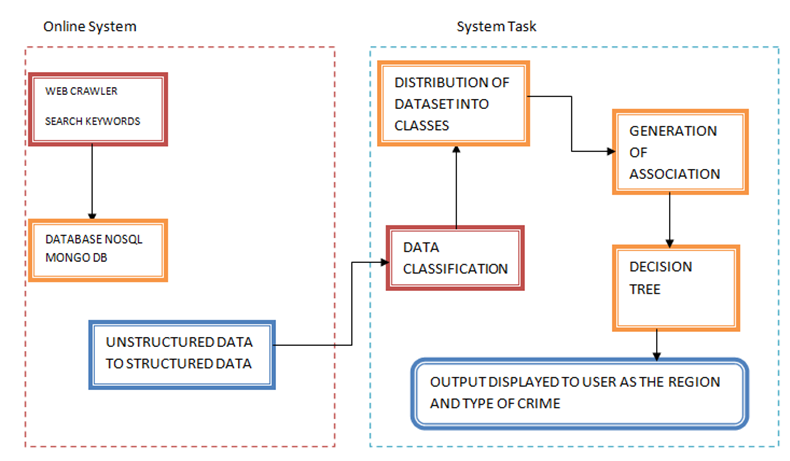 Online System
System Task
WEB CRAWLER
SEARCH KEYWORDS
DATABASE NOSQL
MONGO DB
UNSTRUCTURED DATA
TO STRUCTURED DATA
DISTRIBUTION OF
DATASET INTO
CLASSES
DATA
CLASSIFICATION
GENERATION
OF
ASSOCIATION
DECISION
TREE
OUTPUT DISPLAYED TO USER AS THE REGION
AND TYPE OF CRIME